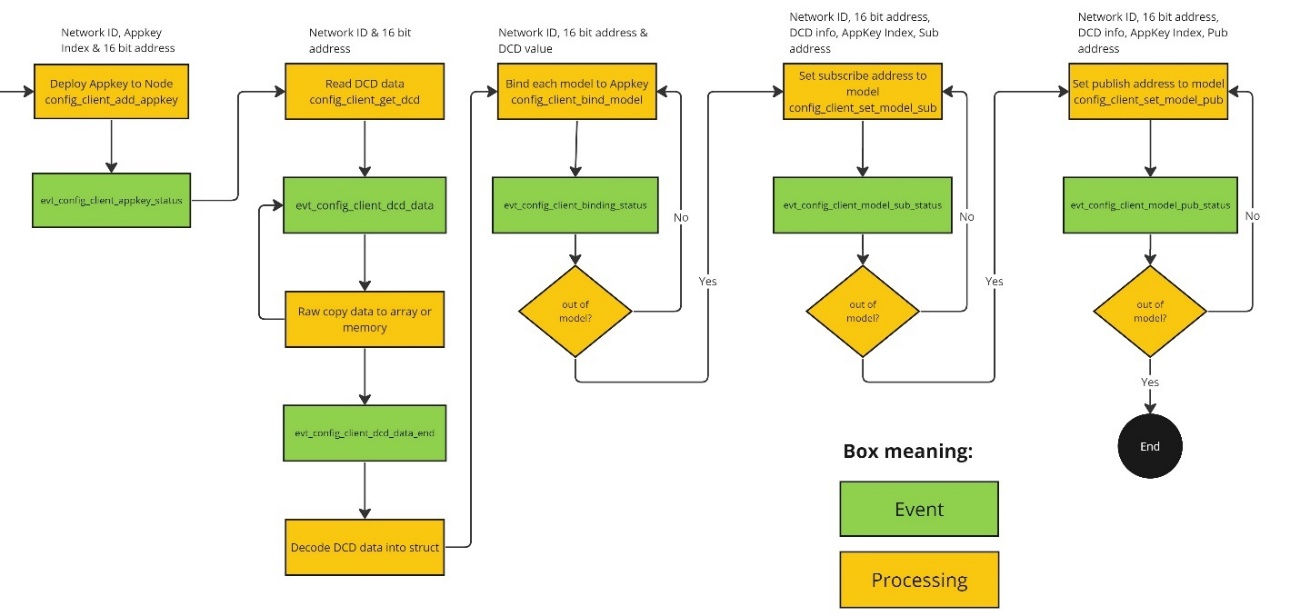 Network ID, Appkey
Index & 16 bit address
Deploy Appkey to Node
config_client_add_appkey
evt_config_client_appkey_status
Network ID & 16 bit
address
Read DCD data
config_client_get_dcd
evt_config_client_dcd_data
Raw copy data to array or
memory
evt_config_client_dcd_data_end
Decode DCD data into struct
Network ID, 16 bit address &
DCD value
Bind each model to Appkey
config_client_bind_model
evt_config_client_binding_status
out of
model?
No
Yes
Network ID, 16 bit address,
DCD info, AppKey Index, Sub
address
Set subscribe address to
model
config_client_set_model_sub
evt_config_client_model_sub_status
out of
model?
No
Yes
Network ID, 16 bit address,
DCD info, AppKey Index, Pub
address
Set publish address to model
config_client_set_model_pub
evt_config_client_model_pub_status
out of
model?
No
Yes
End
Box meaning:
Event
Processing